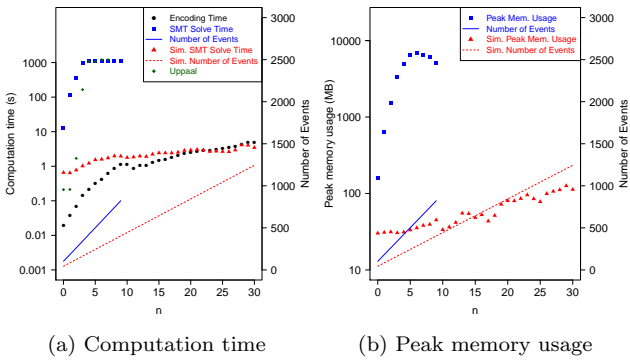 Encoding Time
SMT Solve Time
Number of Events
Sim. SMT Solve Time
Sim. Number of Events
Uppaal
1000
100
10
1
0.1
0.01
0.001
Computation time (s)
3000
2500
2000
1500
1000
500
0
Number of Events
0 5 10 15 20 25 30
n
(a) Computation time
Peak Mem. Usage
Number of Events
Sim. Peak Mem. Usage
Sim. Number of Events
10000
1000
100
10
Peak memory usage (MB)
3000
2500
2000
1500
1000
500
0
Number of Events
0 5 10 15 20 25 30
n
(b) Peak memory usage